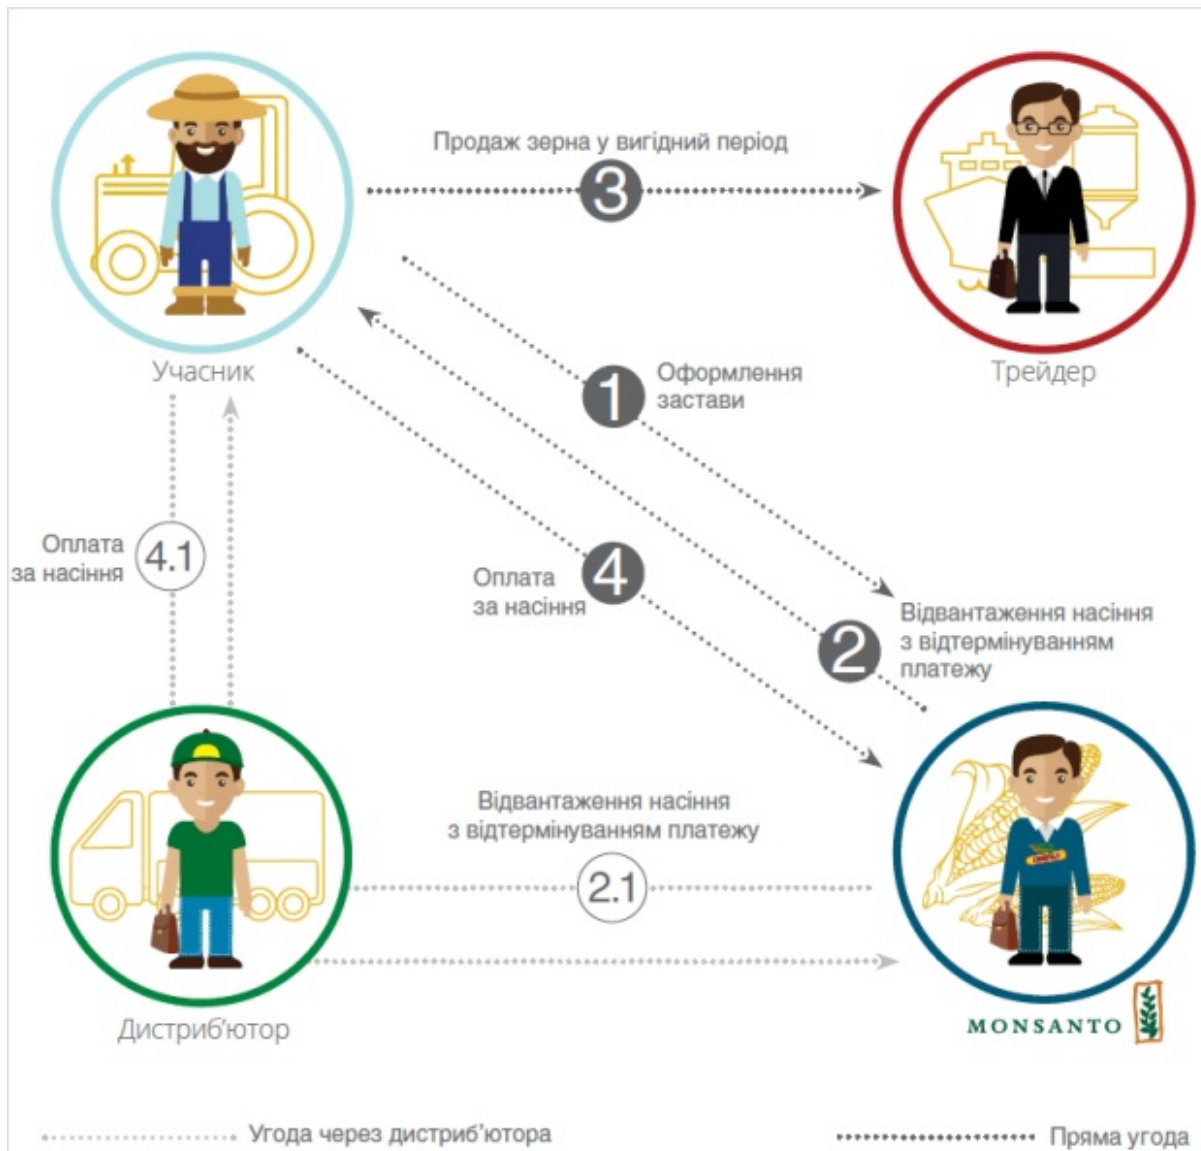 Продаж зерна у вигідний період
3
Учасник
Трейдер
1
Оформлення
застави
Оплата
за насіння
4.1
Оплата
за насіння
4
2
Відвантаження насіння
з відтермінуванням
платежу
Відвантаження насіння
з відтермінуванням платежу
2.1
Дистриб'ютор
MONSANTO
Угода через дистриб'ютора
Пряма угода